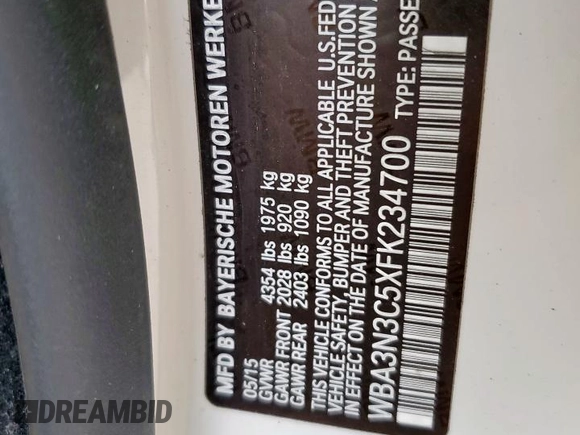 MFD BY BAYERISCHE MOTOREN WERKE
05/15
GVWR 4354 lbs 1975 kg
GAWR FRONT 2028 lbs 920 kg
GAWR REAR 2403 lbs 1090 kg
THIS VEHICLE CONFORMS TO ALL APPLICABLE U.S. FED
VEHICLE SAFETY, BUMPER AND THEFT PREVENTION
IN EFFECT ON THE DATE OF MANUFACTURE SHOWN
WBA3N3C5XFK234700 TYPE: PASSE
DREAMBID